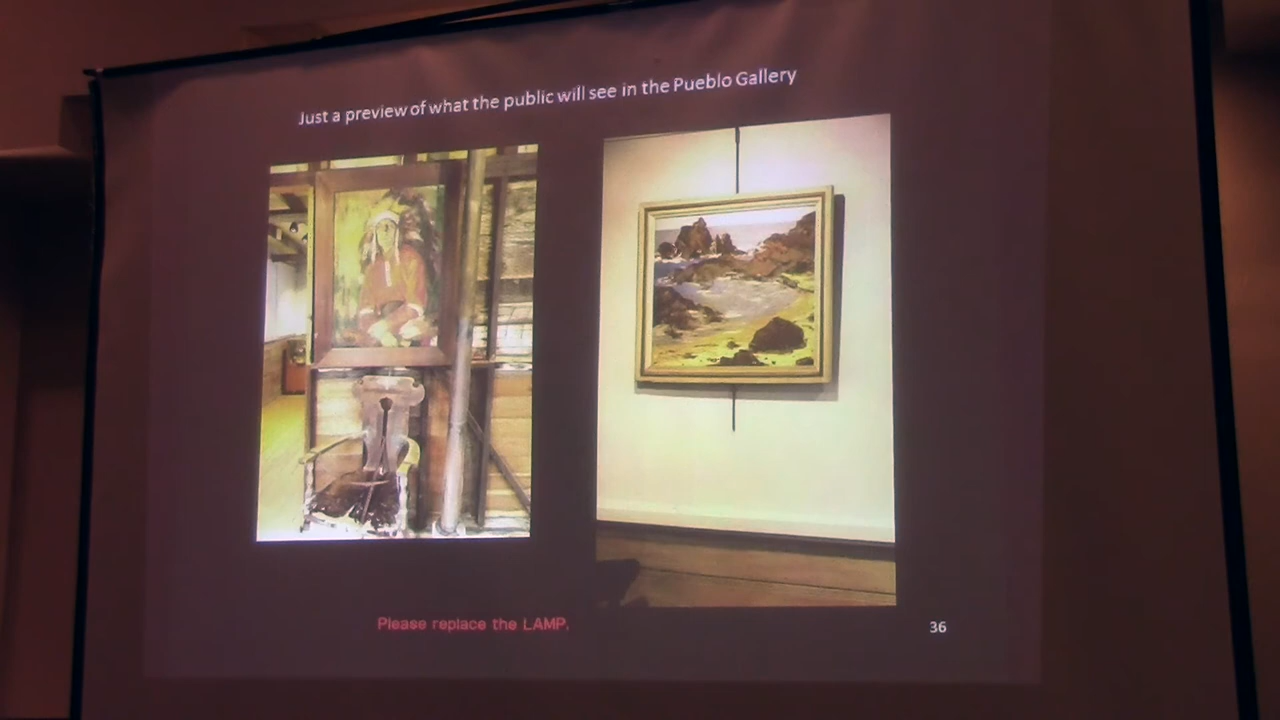 Just a preview of what the public will see in the Pueblo Gallery
Please replace the LAMP.
36